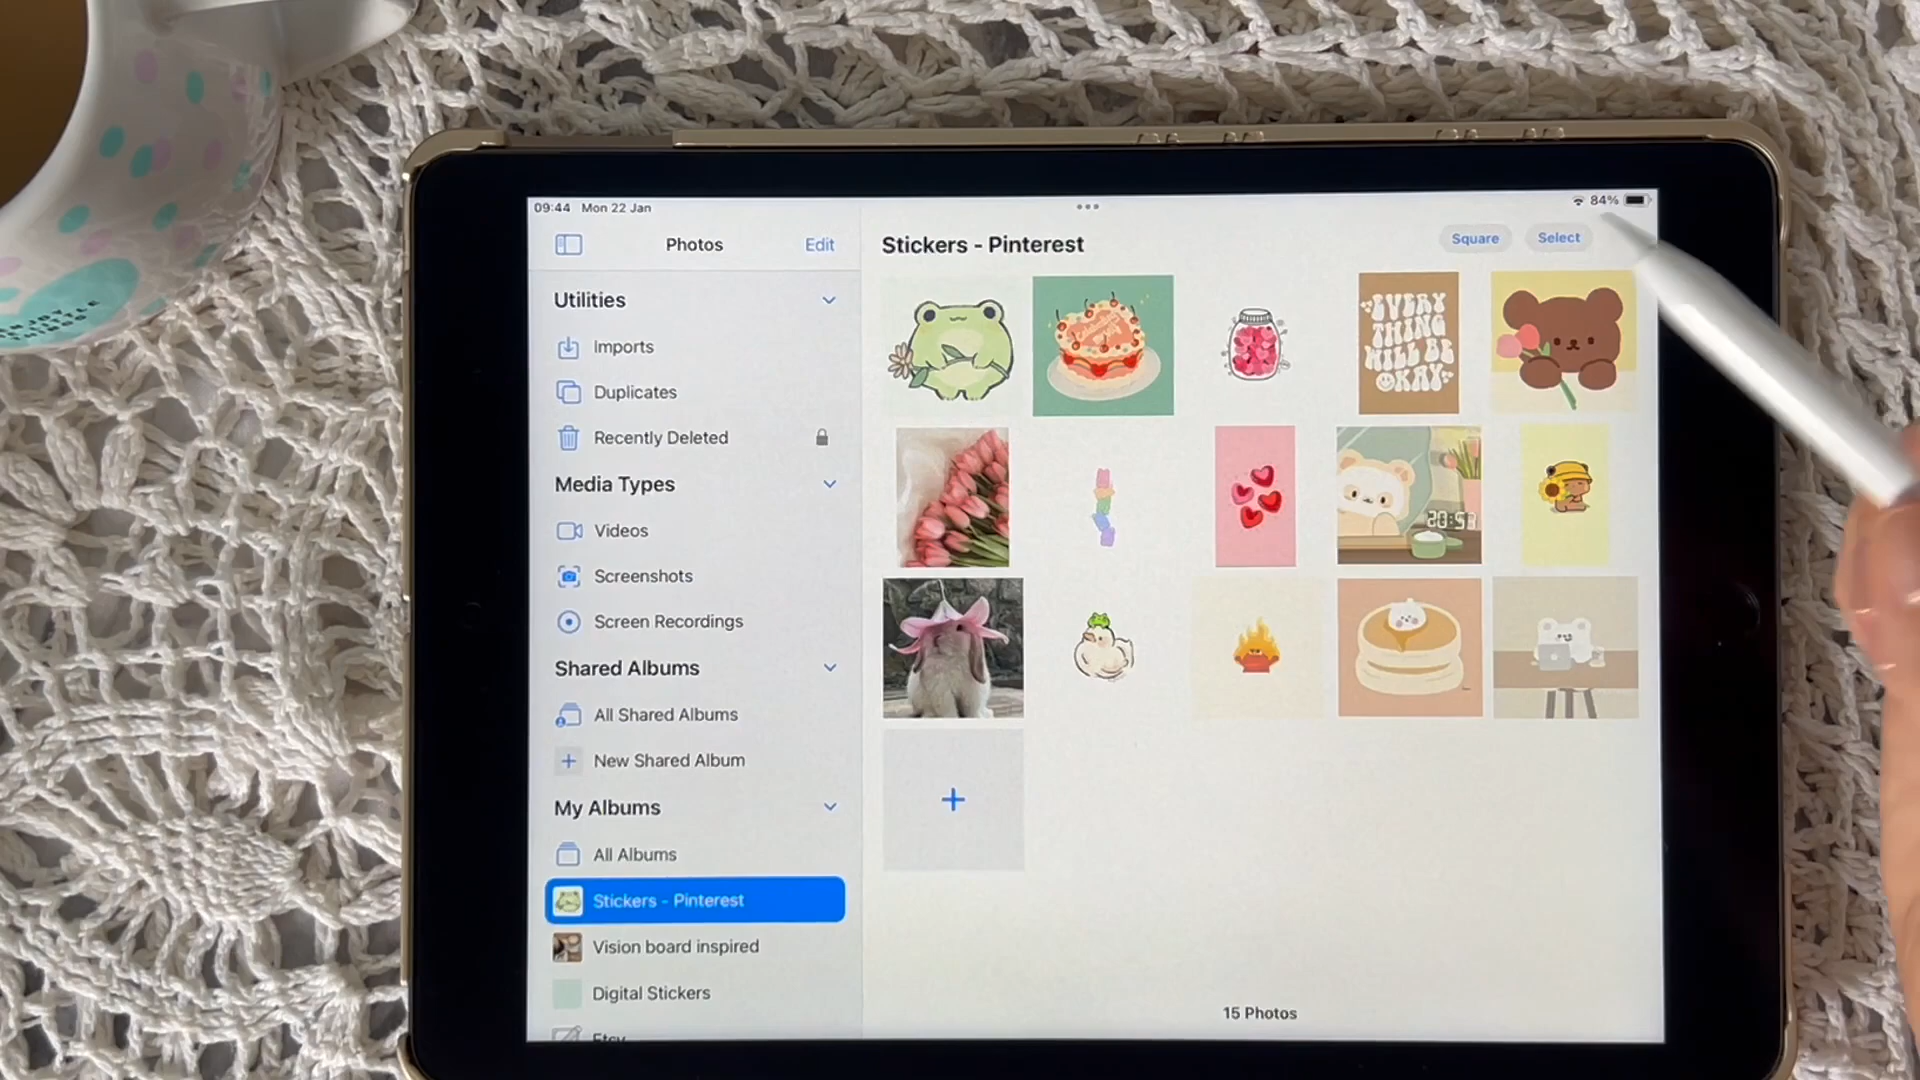 09:44 Mon 22 Jan
84%
Photos
Edit
Utilities
Imports
Duplicates
Recently Deleted
Media Types
Videos
Screenshots
Screen Recordings
Shared Albums
All Shared Albums
New Shared Album
My Albums
All Albums
Stickers - Pinterest
Vision board inspired
Digital Stickers
Etsy
Stickers - Pinterest
Square
Select
EVERY
THING
WILL BE
OKAY
20:53
15 Photos